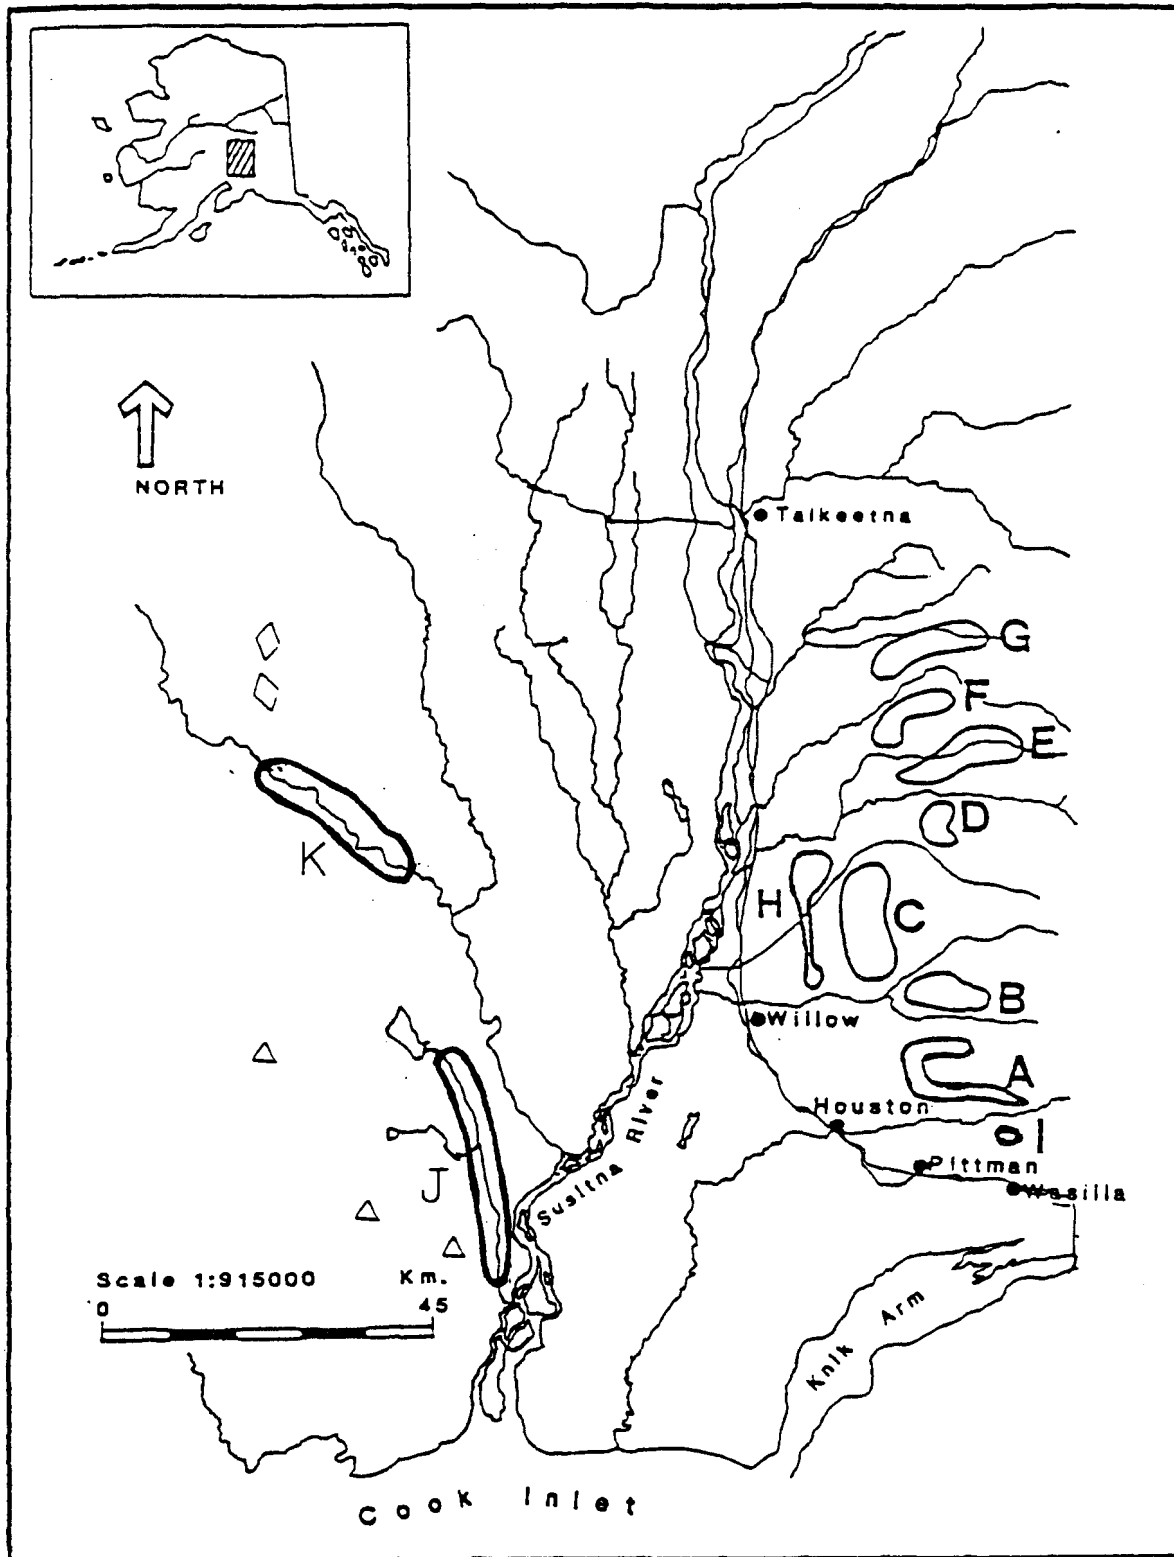 NORTH
Talkeetna
G
F
E
D
H
C
K
B
Willow
A
Houston
I
Pittman
Wasilla
Susitna River
J
Scale 1:915000 Km.
0 45
Knik Arm
Cook Inlet